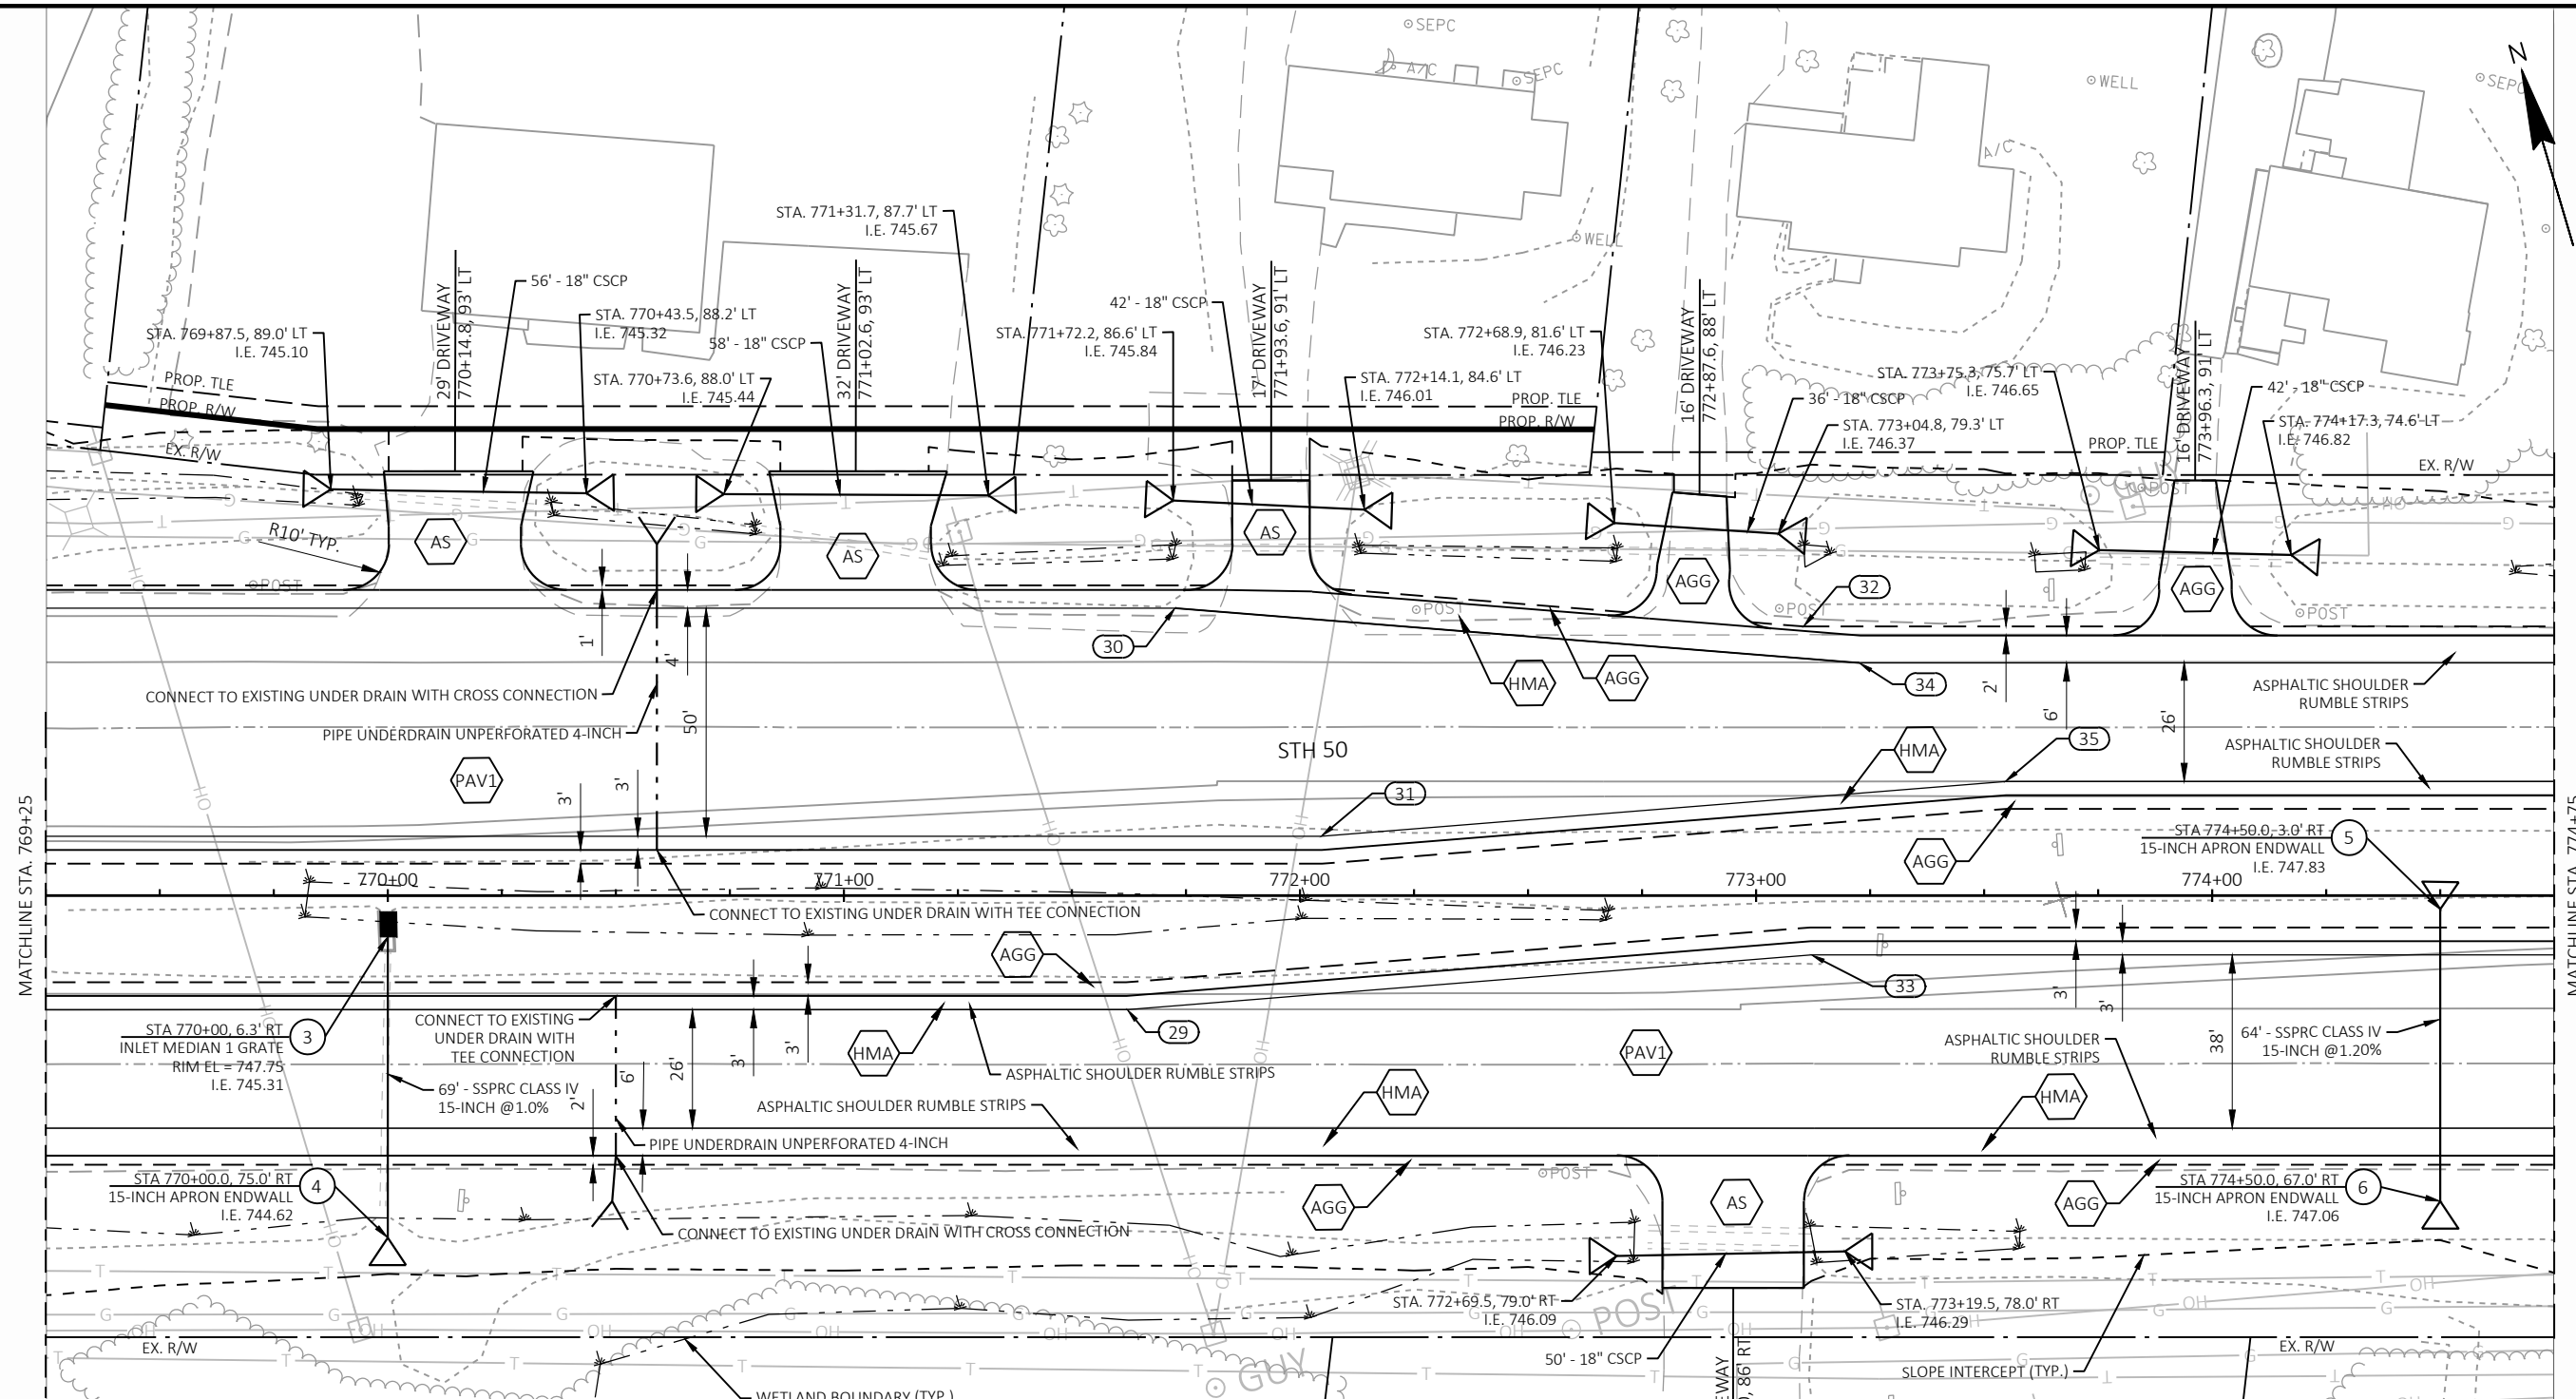 SEPC
A/C
SEPC
WELL
N
SEPC
A/C
WELL
STA. 771+31.7, 87.7' LT
I.E. 745.67
56' - 18" CSCP
STA. 769+87.5, 89.0' LT
I.E. 745.10
29' DRIVEWAY
770+14.8, 93' LT
STA. 770+43.5, 88.2' LT
I.E. 745.32
58' - 18" CSCP
STA. 770+73.6, 88.0' LT
I.E. 745.44
32' DRIVEWAY
771+02.6, 93' LT
42' - 18" CSCP
STA. 771+72.2, 86.6' LT
I.E. 745.84
17' DRIVEWAY
771+93.6, 91' LT
STA. 772+14.1, 84.6' LT
I.E. 746.01
STA. 772+68.9, 81.6' LT
I.E. 746.23
16' DRIVEWAY
772+87.6, 88' LT
36' - 18" CSCP
STA. 773+04.8, 79.3' LT
I.E. 746.37
STA. 773+75.3, 75.7' LT
I.E. 746.65
16' DRIVEWAY
773+96.3, 91' LT
42' - 18" CSCP
STA. 774+17.3, 74.6' LT
I.E. 746.82
PROP. TLE
PROP. R/W
EX. R/W
PROP. TLE
PROP. R/W
PROP. TLE
EX. R/W
GUY
POST
R10' TYP.
AS
AS
AS
AGG
AGG
POST
POST
POST
POST
1'
4'
30
32
HMA
AGG
34
2'
6'
26'
CONNECT TO EXISTING UNDER DRAIN WITH CROSS CONNECTION
PIPE UNDERDRAIN UNPERFORATED 4-INCH
50'
ASPHALTIC SHOULDER
RUMBLE STRIPS
STH 50
HMA
35
ASPHALTIC SHOULDER
RUMBLE STRIPS
PAV1
3'
3'
31
MATCHLINE STA. 769+25
MATCHLINE STA. 774+75
AGG
STA 774+50.0, 3.0' RT
15-INCH APRON ENDWALL
I.E. 747.83
5
770+00
771+00
772+00
773+00
774+00
CONNECT TO EXISTING UNDER DRAIN WITH TEE CONNECTION
AGG
33
3'
3'
STA 770+00, 6.3' RT
INLET MEDIAN 1 GRATE
RIM EL = 747.75
I.E. 745.31
3
CONNECT TO EXISTING
UNDER DRAIN WITH
TEE CONNECTION
29
HMA
3'
3'
26'
6'
2'
PAV1
ASPHALTIC SHOULDER RUMBLE STRIPS
ASPHALTIC SHOULDER
RUMBLE STRIPS
38'
64' - SSPRC CLASS IV
15-INCH @1.20%
69' - SSPRC CLASS IV
15-INCH @1.0%
ASPHALTIC SHOULDER RUMBLE STRIPS
HMA
HMA
PIPE UNDERDRAIN UNPERFORATED 4-INCH
STA 770+00.0, 75.0' RT
15-INCH APRON ENDWALL
I.E. 744.62
4
POST
AGG
AS
AGG
STA 774+50.0, 67.0' RT
15-INCH APRON ENDWALL
I.E. 747.06
6
CONNECT TO EXISTING UNDER DRAIN WITH CROSS CONNECTION
STA. 772+69.5, 79.0' RT
I.E. 746.09
POST
STA. 773+19.5, 78.0' RT
I.E. 746.29
EX. R/W
50' - 18" CSCP
GUY
SLOPE INTERCEPT (TYP.)
EX. R/W
WETLAND BOUNDARY (TYP.)